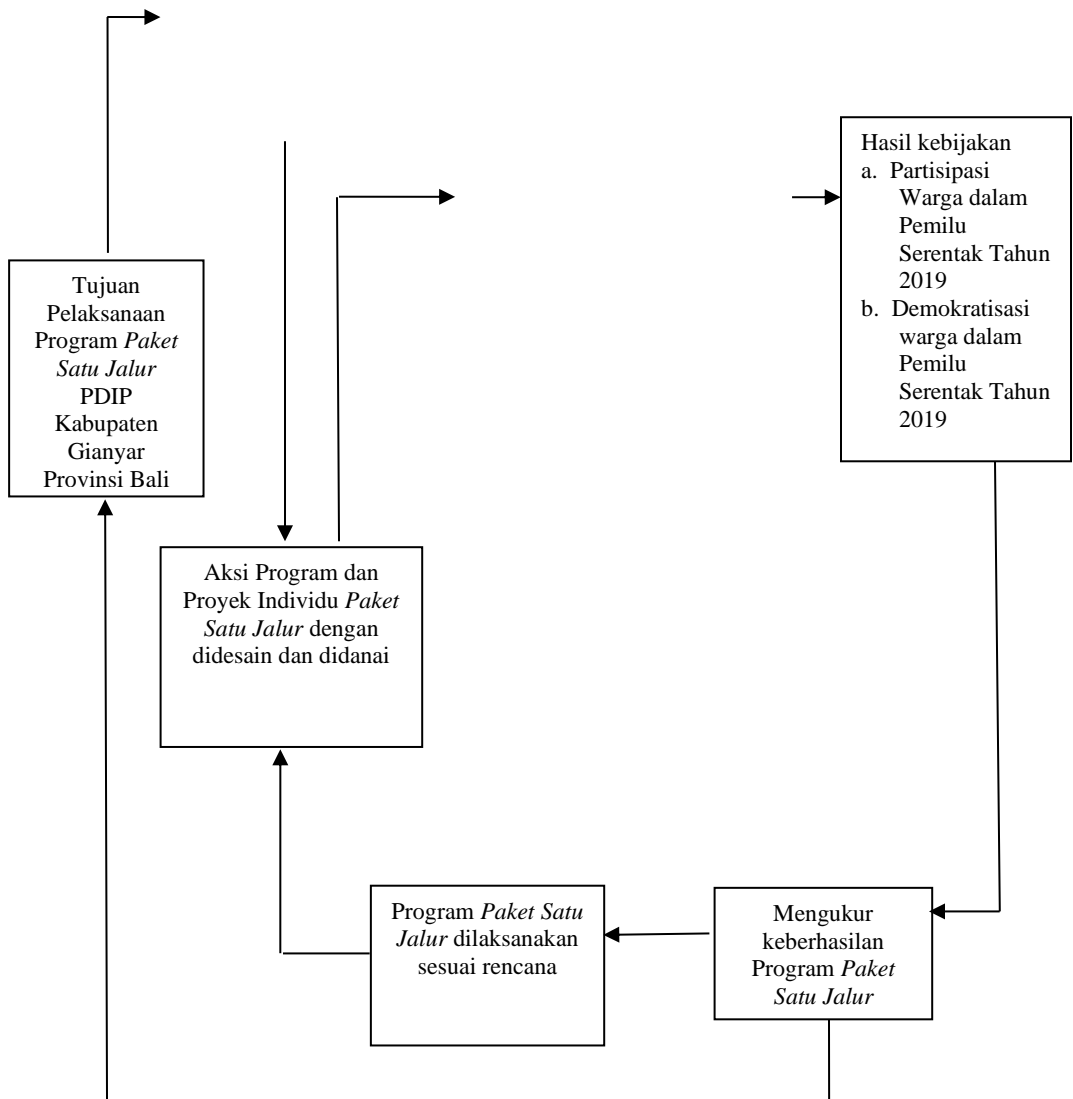 Hasil kebijakan
a. Partisipasi
Warga dalam
Pemilu
Serentak Tahun
2019
b. Demokratisasi
warga dalam
Pemilu
Serentak Tahun
2019
Tujuan
Pelaksanaan
Program Paket
Satu Jalur
PDIP
Kabupaten
Gianyar
Provinsi Bali
Aksi Program dan
Proyek Individu Paket
Satu Jalur dengan
didesain dan didanai
Program Paket Satu
Jalur dilaksanakan
sesuai rencana
Mengukur
keberhasilan
Program Paket
Satu Jalur